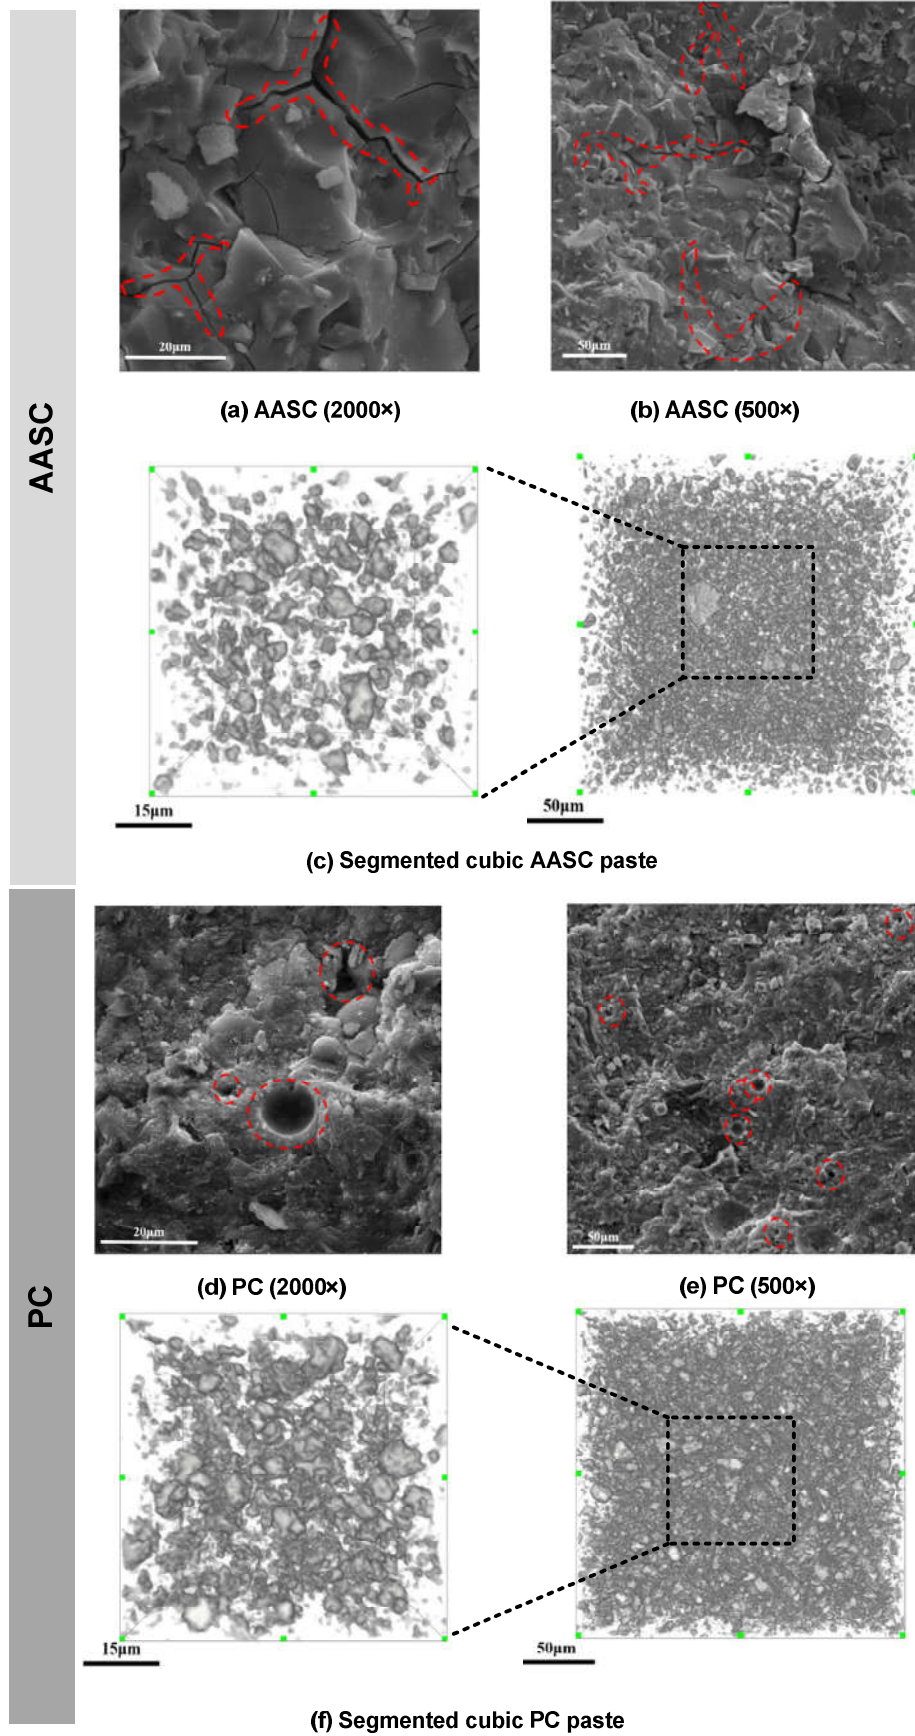 AASC
20μm
50μm
(a) AASC (2000×)
(b) AASC (500×)
15μm
50μm
(c) Segmented cubic AASC paste
PC
20μm
50μm
(d) PC (2000×)
(e) PC (500×)
15μm
50μm
(f) Segmented cubic PC paste